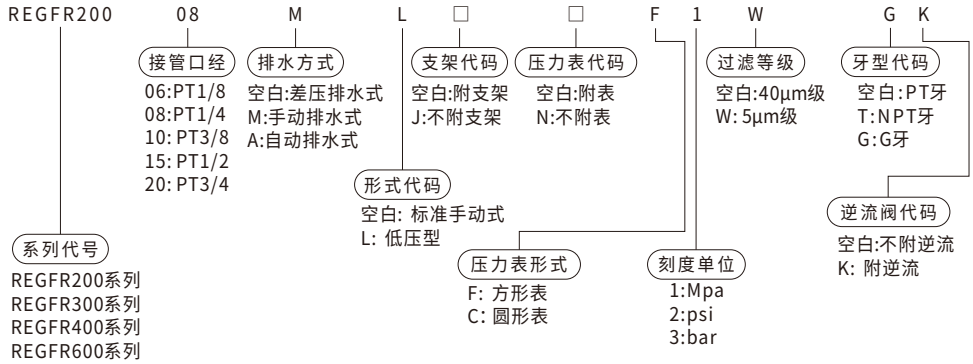 REGFR200 08 M L □ □ F 1 W G K
接管口经
06:PT1/8
08:PT1/4
10: PT3/8
15: PT1/2
20: PT3/4
排水方式
空白:差压排水式
M:手动排水式
A:自动排水式
支架代码
空白:附支架
J:不附支架
压力表代码
空白:附表
N:不附表
过滤等级
空白:40μm级
W: 5μm级
牙型代码
空白:PT牙
T:NPT牙
G:G牙
形式代码
空白: 标准手动式
L: 低压型
逆流阀代码
空白:不附逆流
K: 附逆流
系列代号
REGFR200系列
REGFR300系列
REGFR400系列
REGFR600系列
压力表形式
F: 方形表
C: 圆形表
刻度单位
1:Mpa
2:psi
3:bar